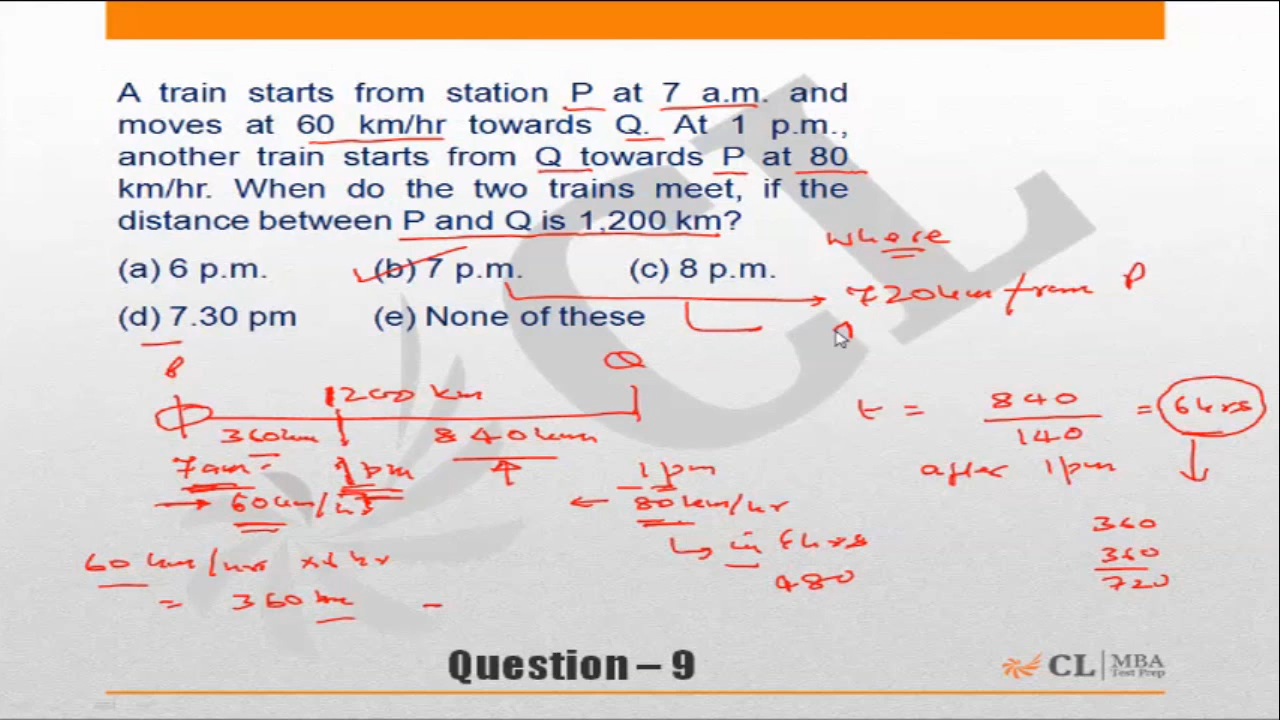 A train starts from station P at 7 a.m. and
moves at 60 km/hr towards Q. At 1 p.m.,
another train starts from Q towards P at 80
km/hr. When do the two trains meet, if the
distance between P and Q is 1,200 km?
where
(a) 6 p.m. (b) 7 p.m. (c) 8 p.m.
720km from P
(d) 7.30 pm (e) None of these
P Q
1200 km
360km 840km
t = 840 / 140 = 6hrs
7am 1pm 1pm
after 1pm
60km/hr 80km/hr
in 6hrs
480
60 km/hr x 6 hr
= 360 km
360
360
720
Question – 9
CL MBA
Test Prep
CL